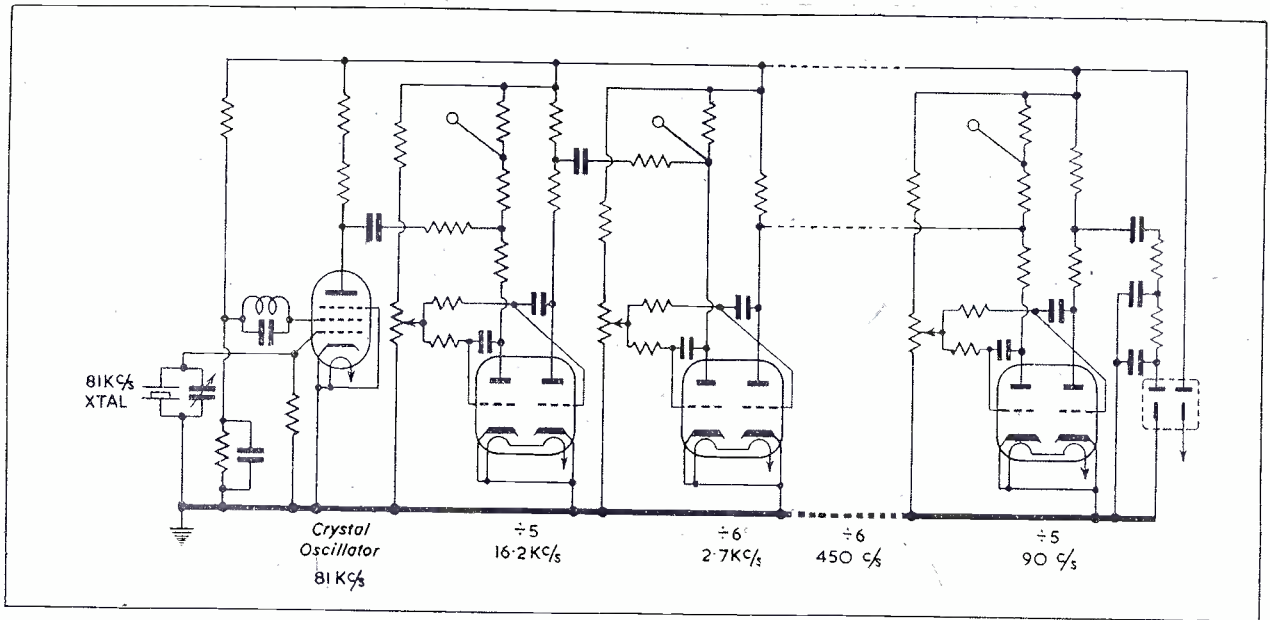 81Kc/s
XTAL
Crystal
Oscillator
81Kc/s
÷5
16·2Kc/s
÷6
2·7Kc/s
÷6
450 c/s
÷5
90 c/s